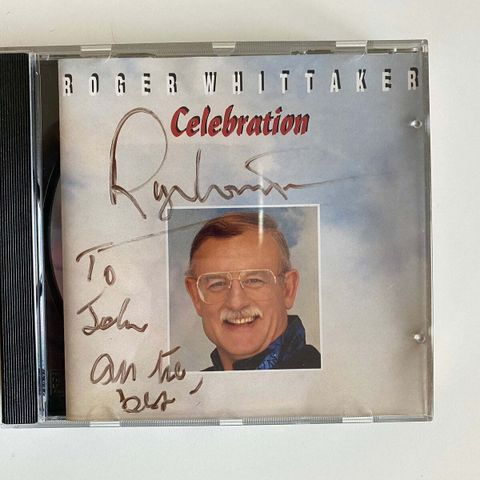 ROGER WHITTAKER
Celebration
To
John
All the
best,